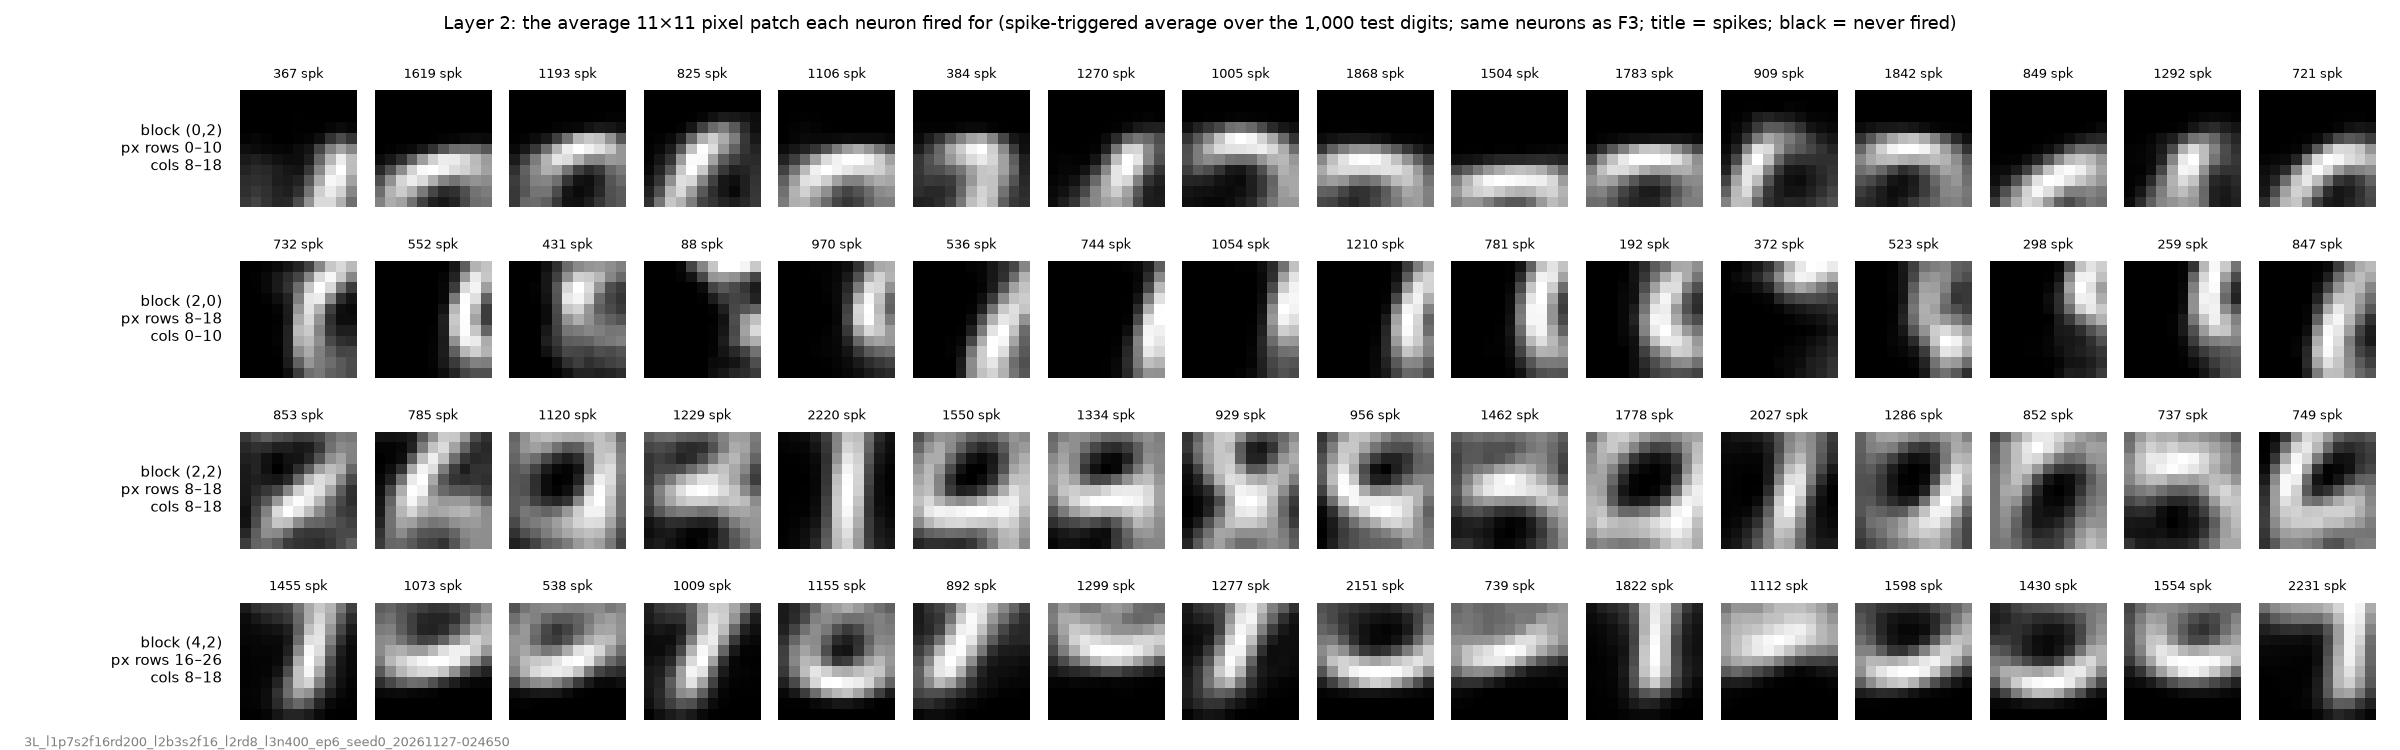 Layer 2: the average 11×11 pixel patch each neuron fired for (spike-triggered average over the 1,000 test digits; same neurons as F3; title = spikes; black = never fired)
367 spk 1619 spk 1193 spk 825 spk 1106 spk 384 spk 1270 spk 1005 spk 1868 spk 1504 spk 1783 spk 909 spk 1842 spk 849 spk 1292 spk 721 spk
block (0,2)
px rows 0–10
cols 8–18
732 spk 552 spk 431 spk 88 spk 970 spk 536 spk 744 spk 1054 spk 1210 spk 781 spk 192 spk 372 spk 523 spk 298 spk 259 spk 847 spk
block (2,0)
px rows 8–18
cols 0–10
853 spk 785 spk 1120 spk 1229 spk 2220 spk 1550 spk 1334 spk 929 spk 956 spk 1462 spk 1778 spk 2027 spk 1286 spk 852 spk 737 spk 749 spk
block (2,2)
px rows 8–18
cols 8–18
1455 spk 1073 spk 538 spk 1009 spk 1155 spk 892 spk 1299 spk 1277 spk 2151 spk 739 spk 1822 spk 1112 spk 1598 spk 1430 spk 1554 spk 2231 spk
block (4,2)
px rows 16–26
cols 8–18
3L_l1p7s2f16rd200_l2b3s2f16_l2rd8_l3n400_ep6_seed0_20261127-024650